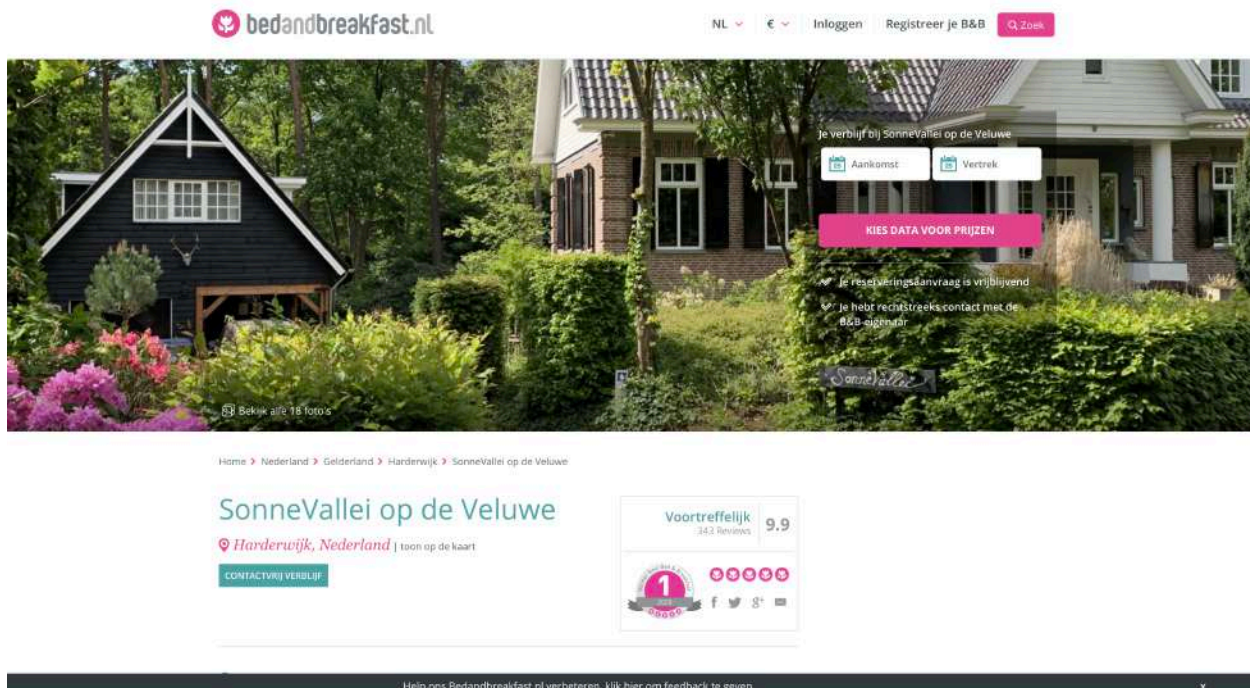 bedandbreakfast.nl
NL
€
Inloggen
Registreer je B&B
Zoek
Je verblijf bij SonneVallei op de Veluwe
Aankomst
Vertrek
KIES DATA VOOR PRIJZEN
Je reserveringsaanvraag is vrijblijvend
Je hebt rechtstreeks contact met de
B&B-eigenaar
SonneVallei
Bekijk alle 18 foto's
Home > Nederland > Gelderland > Harderwijk > SonneVallei op de Veluwe
SonneVallei op de Veluwe
Harderwijk, Nederland | toon op de kaart
CONTACTVRIJ VERBLIJF
Voortreffelijk
343 Reviews
9.9
1
Help ons Bedandbreakfast.nl verbeteren, klik hier om feedback te geven
x